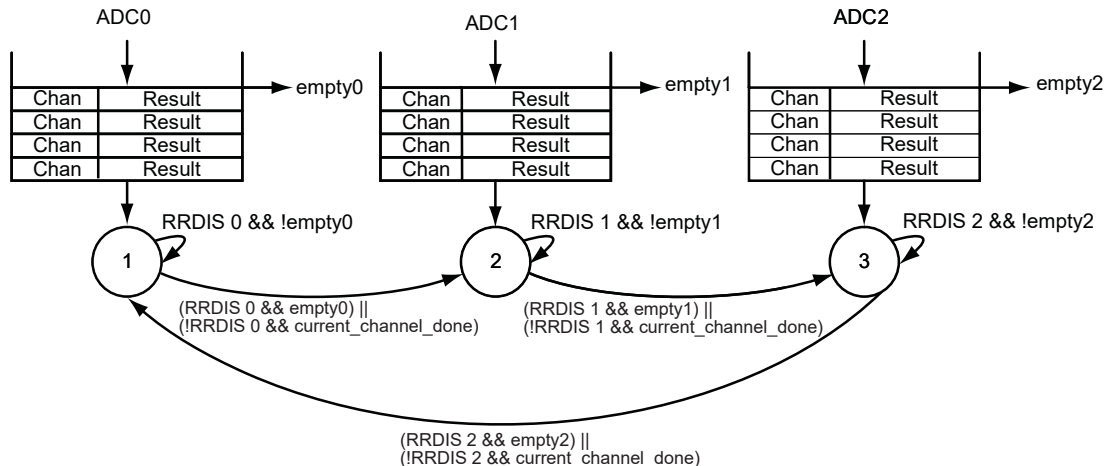 ADC0
ADC1
ADC2
empty0
empty1
empty2
Chan Result
Chan Result
Chan Result
Chan Result
Chan Result
Chan Result
Chan Result
Chan Result
Chan Result
Chan Result
Chan Result
Chan Result
RRDIS 0 && !empty0
RRDIS 1 && !empty1
RRDIS 2 && !empty2
1
2
3
(RRDIS 0 && empty0) ||
(!RRDIS 0 && current_channel_done)
(RRDIS 1 && empty1) ||
(!RRDIS 1 && current_channel_done)
(RRDIS 2 && empty2) ||
(!RRDIS 2 && current_channel_done)